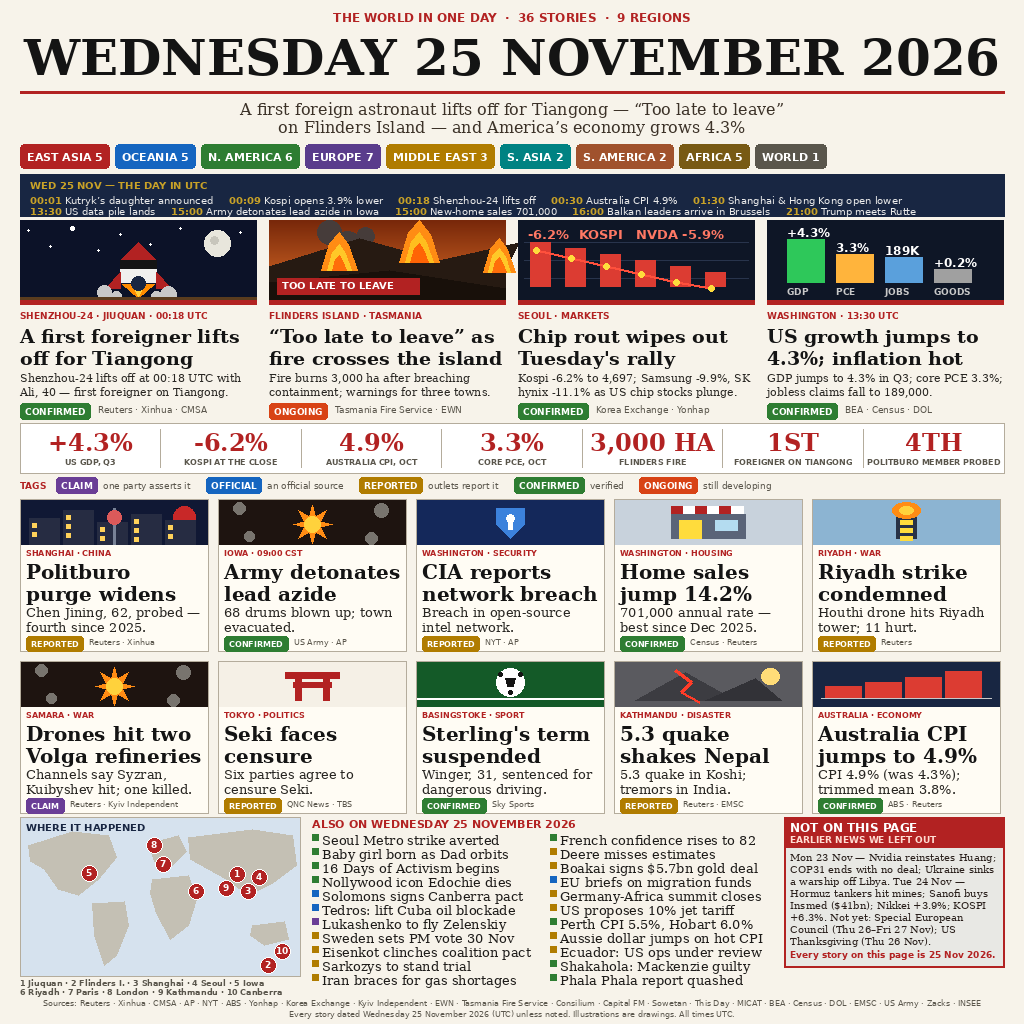 THE WORLD IN ONE DAY · 36 STORIES · 9 REGIONS
WEDNESDAY 25 NOVEMBER 2026
A first foreign astronaut lifts off for Tiangong — “Too late to leave”
on Flinders Island — and America’s economy grows 4.3%
EAST ASIA 5 OCEANIA 5 N. AMERICA 6 EUROPE 7 MIDDLE EAST 3 S. ASIA 2 S. AMERICA 2 AFRICA 5 WORLD 1
WED 25 NOV — THE DAY IN UTC
00:01 Kutryk’s daughter announced 00:09 Kospi opens 3.9% lower 00:18 Shenzhou-24 lifts off 00:30 Australia CPI 4.9% 01:30 Shanghai & Hong Kong open lower
13:30 US data pile lands 15:00 Army detonates lead azide in Iowa 15:00 New-home sales 701,000 16:00 Balkan leaders arrive in Brussels 21:00 Trump meets Rutte
TOO LATE TO LEAVE
-6.2% KOSPI NVDA -5.9%
+4.3% 3.3% 189K +0.2%
GDP PCE JOBS GOODS
SHENZHOU-24 · JIUQUAN · 00:18 UTC
A first foreigner lifts
off for Tiangong
Shenzhou-24 lifts off at 00:18 UTC with
Ali, 40 — first foreigner on Tiangong.
CONFIRMED Reuters · Xinhua · CMSA
FLINDERS ISLAND · TASMANIA
“Too late to leave” as
fire crosses the island
Fire burns 3,000 ha after breaching
containment; warnings for three towns.
ONGOING Tasmania Fire Service · EWN
SEOUL · MARKETS
Chip rout wipes out
Tuesday's rally
Kospi -6.2% to 4,697; Samsung -9.9%, SK
hynix -11.1% as US chip stocks plunge.
CONFIRMED Korea Exchange · Yonhap
WASHINGTON · 13:30 UTC
US growth jumps to
4.3%; inflation hot
GDP jumps to 4.3% in Q3; core PCE 3.3%;
jobless claims fall to 189,000.
CONFIRMED BEA · Census · DOL
+4.3% -6.2% 4.9% 3.3% 3,000 HA 1ST 4TH
US GDP, Q3 KOSPI AT THE CLOSE AUSTRALIA CPI, OCT CORE PCE, OCT FLINDERS FIRE FOREIGNER ON TIANGONG POLITBURO MEMBER PROBED
TAGS CLAIM one party asserts it OFFICIAL an official source REPORTED outlets report it CONFIRMED verified ONGOING still developing
SHANGHAI · CHINA
Politburo
purge widens
Chen Jining, 62, probed —
fourth since 2025.
REPORTED Reuters · Xinhua
IOWA · 09:00 CST
Army detonates
lead azide
68 drums blown up; town
evacuated.
CONFIRMED US Army · AP
WASHINGTON · SECURITY
CIA reports
network breach
Breach in open-source
intel network.
REPORTED NYT · AP
WASHINGTON · HOUSING
Home sales
jump 14.2%
701,000 annual rate —
best since Dec 2025.
CONFIRMED Census · Reuters
RIYADH · WAR
Riyadh strike
condemned
Houthi drone hits Riyadh
tower; 11 hurt.
REPORTED Reuters
SAMARA · WAR
Drones hit two
Volga refineries
Channels say Syzran,
Kuibyshev hit; one killed.
CLAIM Reuters · Kyiv Independent
TOKYO · POLITICS
Seki faces
censure
Six parties agree to
censure Seki.
REPORTED QNC News · TBS
BASINGSTOKE · SPORT
Sterling's term
suspended
Winger, 31, sentenced for
dangerous driving.
CONFIRMED Sky Sports
KATHMANDU · DISASTER
5.3 quake
shakes Nepal
5.3 quake in Koshi;
tremors in India.
REPORTED Reuters · EMSC
AUSTRALIA · ECONOMY
Australia CPI
jumps to 4.9%
CPI 4.9% (was 4.3%);
trimmed mean 3.8%.
CONFIRMED ABS · Reuters
WHERE IT HAPPENED
8
7
5
1
4
6
9
3
10
2
1 Jiuquan · 2 Flinders I. · 3 Shanghai · 4 Seoul · 5 Iowa
6 Riyadh · 7 Paris · 8 London · 9 Kathmandu · 10 Canberra
ALSO ON WEDNESDAY 25 NOVEMBER 2026
Seoul Metro strike averted
Baby girl born as Dad orbits
16 Days of Activism begins
Nollywood icon Edochie dies
Solomons signs Canberra pact
Tedros: lift Cuba oil blockade
Lukashenko to fly Zelenskiy
Sweden sets PM vote 30 Nov
Eisenkot clinches coalition pact
Sarkozys to stand trial
Iran braces for gas shortages
French confidence rises to 82
Deere misses estimates
Boakai signs $5.7bn gold deal
EU briefs on migration funds
Germany-Africa summit closes
US proposes 10% jet tariff
Perth CPI 5.5%, Hobart 6.0%
Aussie dollar jumps on hot CPI
Ecuador: US ops under review
Shakahola: Mackenzie guilty
Phala Phala report quashed
NOT ON THIS PAGE
EARLIER NEWS WE LEFT OUT
Mon 23 Nov — Nvidia reinstates Huang;
COP31 ends with no deal; Ukraine sinks
a warship off Libya. Tue 24 Nov —
Hormuz tankers hit mines; Sanofi buys
Insmed ($41bn); Nikkei +3.9%; KOSPI
+6.3%. Not yet: Special European
Council (Thu 26–Fri 27 Nov); US
Thanksgiving (Thu 26 Nov).
Every story on this page is 25 Nov 2026.
Sources: Reuters · Xinhua · CMSA · AP · NYT · ABS · Yonhap · Korea Exchange · Kyiv Independent · EWN · Tasmania Fire Service · Consilium · Capital FM · Sowetan · This Day · MICAT · BEA · Census · DOL · EMSC · US Army · Zacks · INSEE
Every story dated Wednesday 25 November 2026 (UTC) unless noted. Illustrations are drawings. All times UTC.